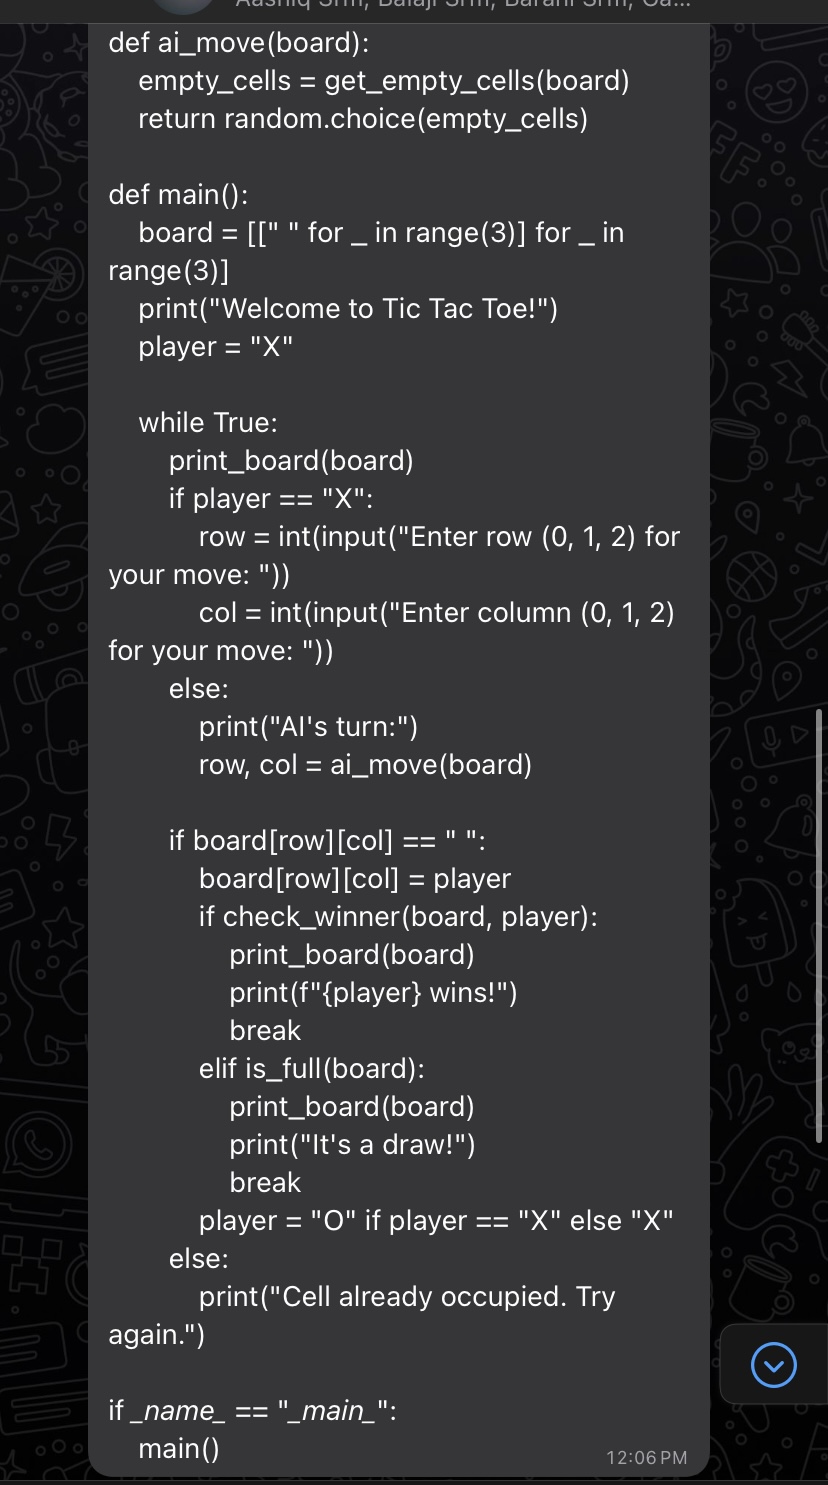 Aashiq Srm, Balaji Srm, Barani Srm, Ga...
def ai_move(board):
    empty_cells = get_empty_cells(board)
    return random.choice(empty_cells)

def main():
    board = [[" " for _ in range(3)] for _ in
range(3)]
    print("Welcome to Tic Tac Toe!")
    player = "X"

    while True:
        print_board(board)
        if player == "X":
            row = int(input("Enter row (0, 1, 2) for
your move: "))
            col = int(input("Enter column (0, 1, 2)
for your move: "))
        else:
            print("AI's turn:")
            row, col = ai_move(board)

        if board[row][col] == " ":
            board[row][col] = player
            if check_winner(board, player):
                print_board(board)
                print(f"{player} wins!")
                break
            elif is_full(board):
                print_board(board)
                print("It's a draw!")
                break
            player = "O" if player == "X" else "X"
        else:
            print("Cell already occupied. Try
again.")

if _name_ == "_main_":
    main()
12:06 PM